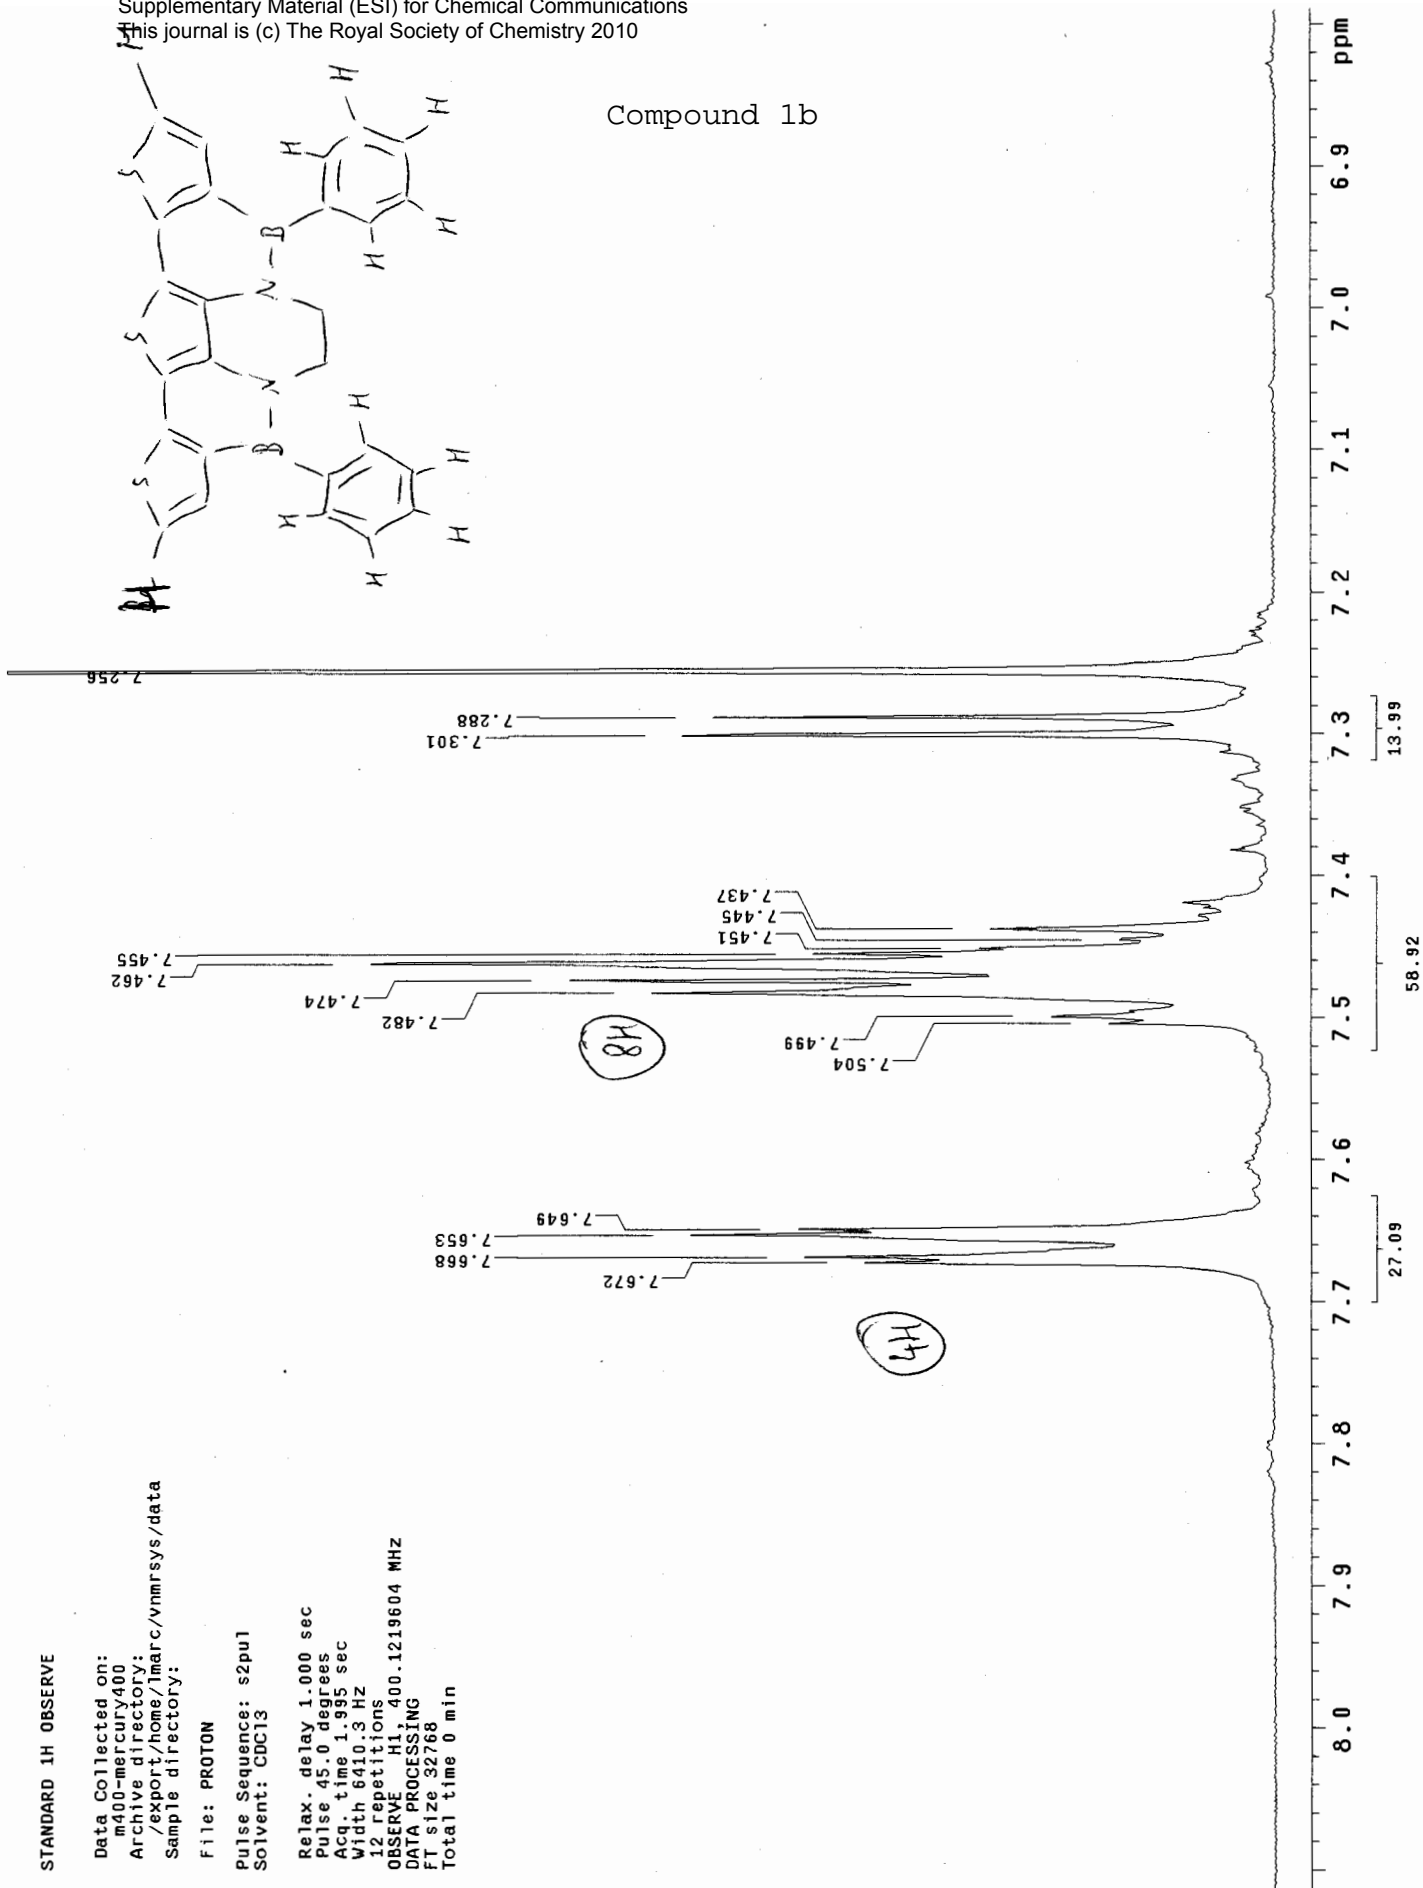 Supplementary Material (ESI) for Chemical Communications
This journal is (c) The Royal Society of Chemistry 2010
Compound 1b
STANDARD 1H OBSERVE
Data Collected on:
m400-mercury400
Archive directory:
/export/home/lmarc/vnmrsys/data
Sample directory:
File: PROTON
Pulse Sequence: s2pul
Solvent: CDCl3
Relax. delay 1.000 sec
Pulse 45.0 degrees
Acq. time 1.995 sec
Width 6410.3 Hz
12 repetitions
OBSERVE H1, 400.1219604 MHz
DATA PROCESSING
FT size 32768
Total time 0 min
H
S
S
S
B
N
N
B
H
H
H
H
H
H
H
H
H
H
H
7.672
7.668
7.653
7.649
7.504
7.499
7.482
7.474
7.462
7.455
7.451
7.445
7.437
7.301
7.288
7.256
4H
8H
8.0
7.9
7.8
7.7
7.6
7.5
7.4
7.3
7.2
7.1
7.0
6.9
ppm
27.09
58.92
13.99